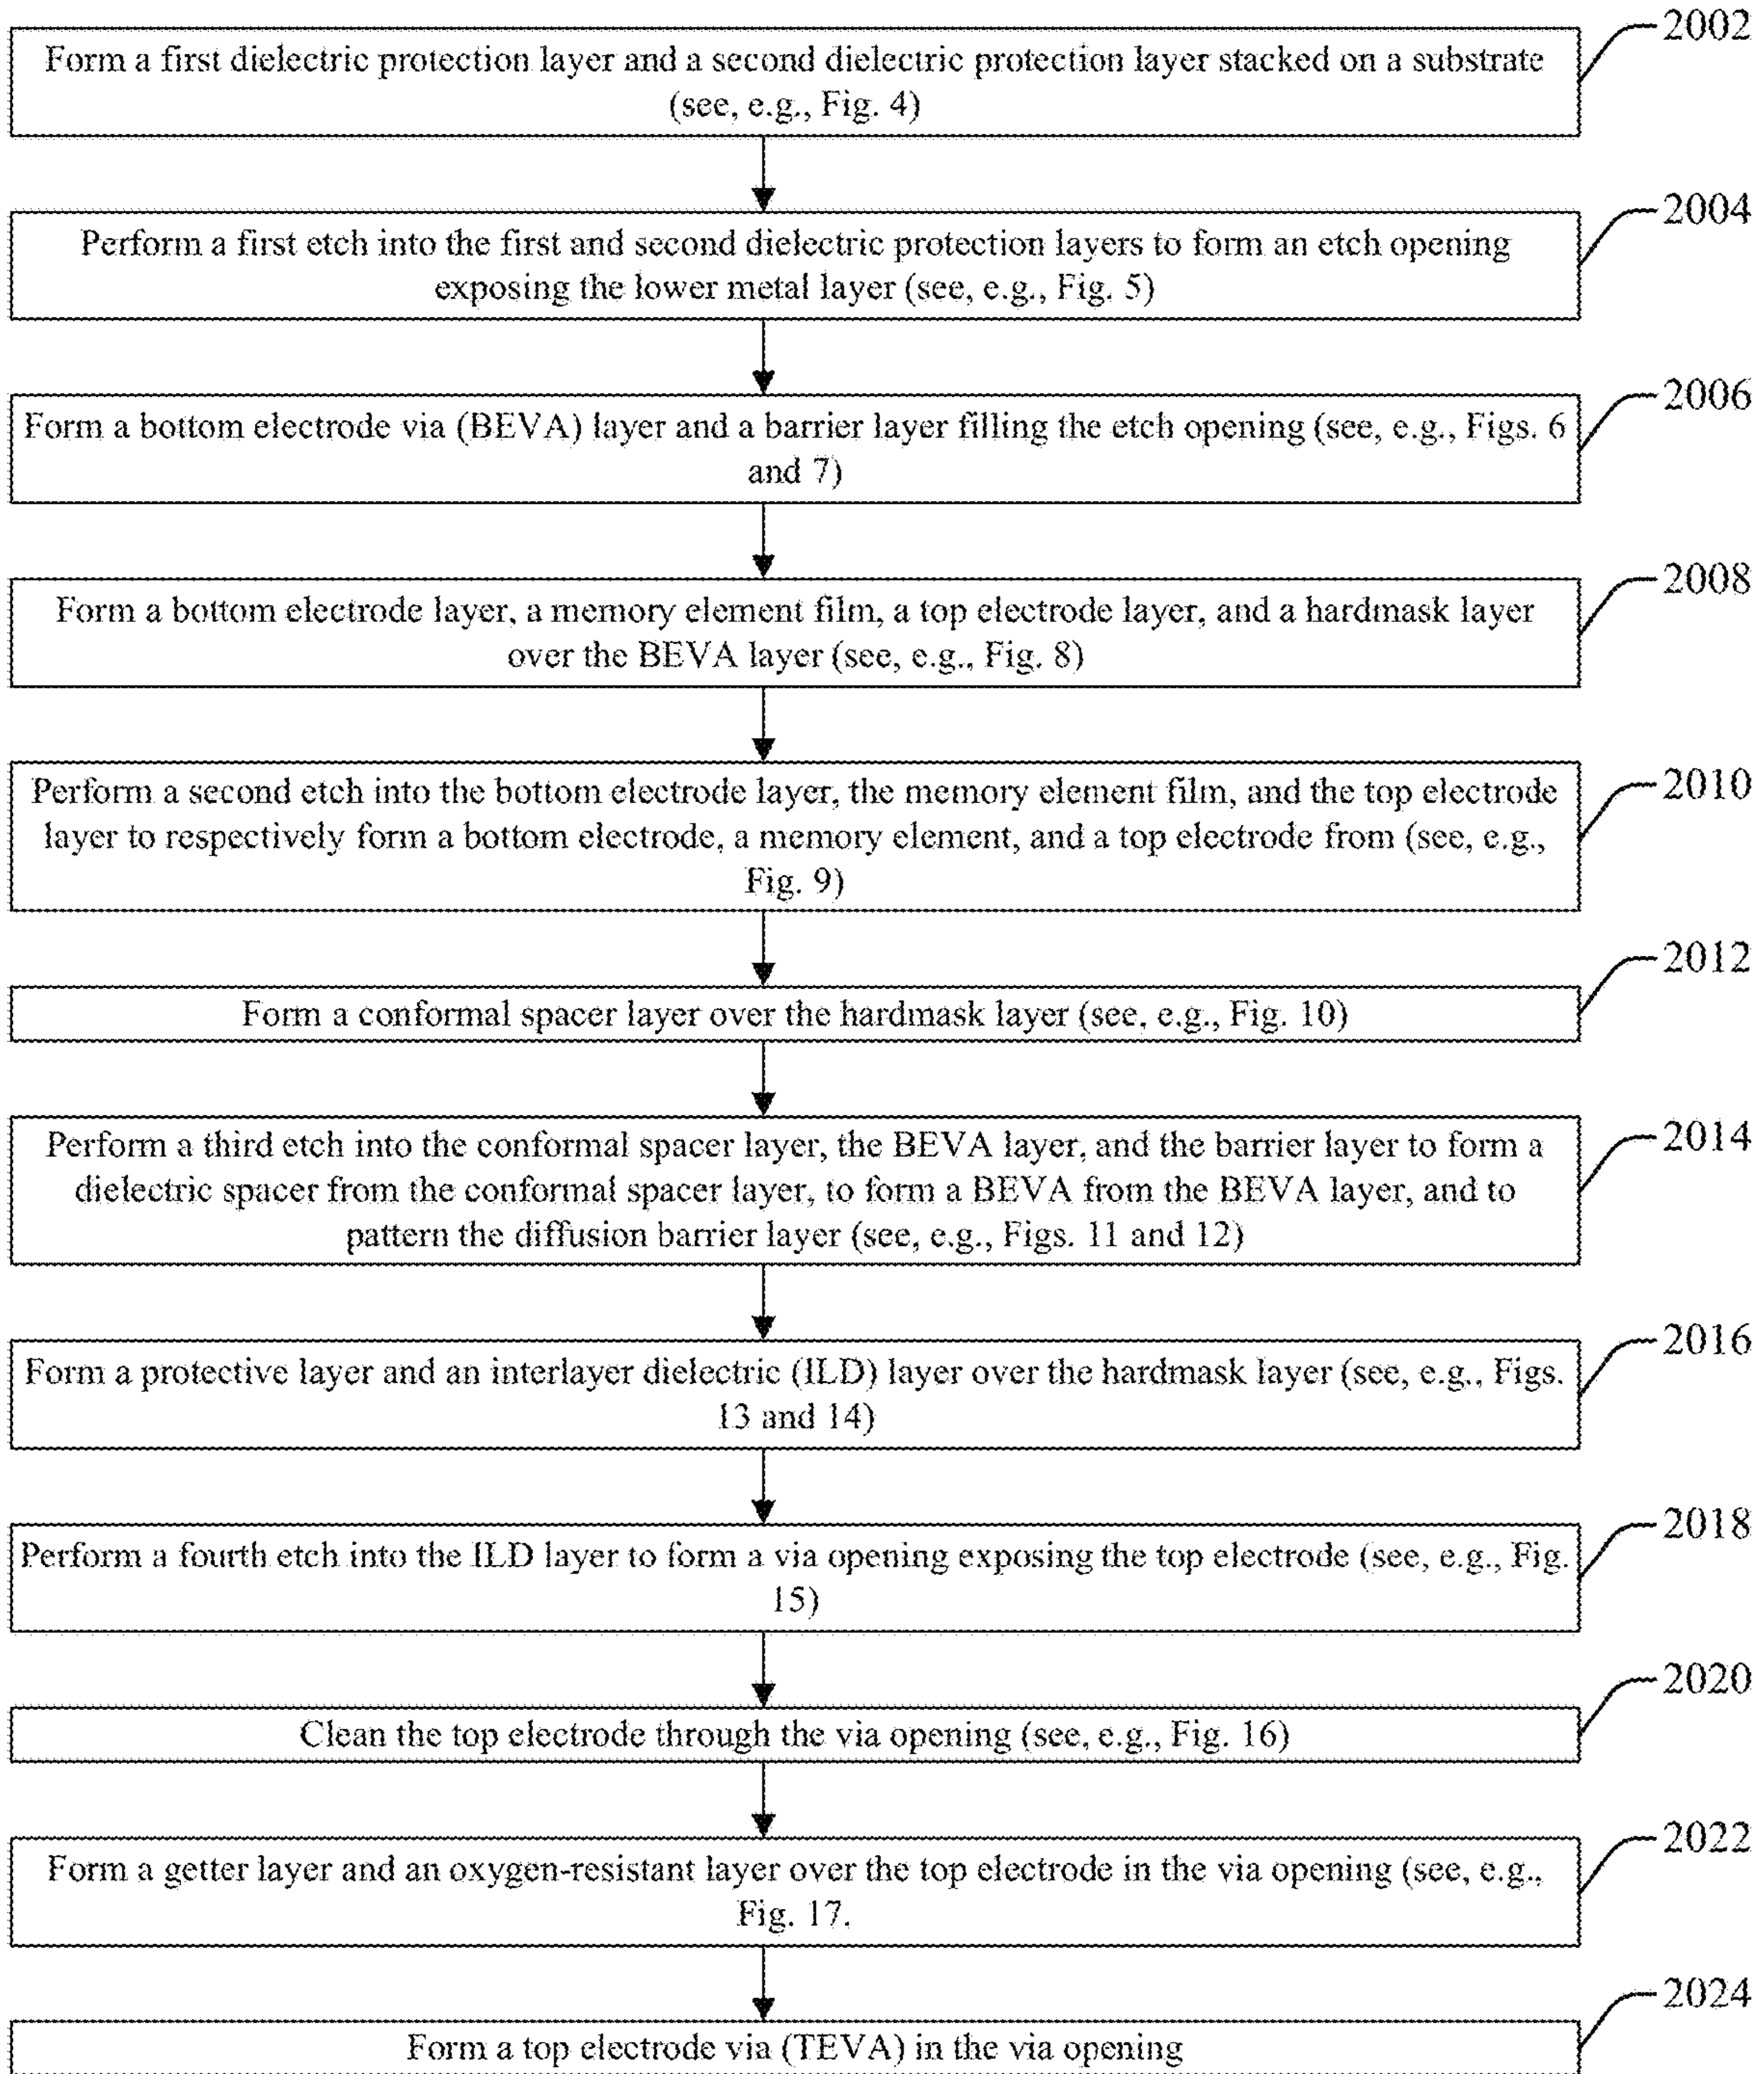 2002
Form a first dielectric protection layer and a second dielectric protection layer stacked on a substrate
(see, e.g., Fig. 4)
2004
Perform a first etch into the first and second dielectric protection layers to form an etch opening
exposing the lower metal layer (see, e.g., Fig. 5)
2006
Form a bottom electrode via (BEVA) layer and a barrier layer filling the etch opening (see, e.g., Figs. 6
and 7)
2008
Form a bottom electrode layer, a memory element film, a top electrode layer, and a hardmask layer
over the BEVA layer (see, e.g., Fig. 8)
2010
Perform a second etch into the bottom electrode layer, the memory element film, and the top electrode
layer to respectively form a bottom electrode, a memory element, and a top electrode from (see, e.g.,
Fig. 9)
2012
Form a conformal spacer layer over the hardmask layer (see, e.g., Fig. 10)
2014
Perform a third etch into the conformal spacer layer, the BEVA layer, and the barrier layer to form a
dielectric spacer from the conformal spacer layer, to form a BEVA from the BEVA layer, and to
pattern the diffusion barrier layer (see, e.g., Figs. 11 and 12)
2016
Form a protective layer and an interlayer dielectric (ILD) layer over the hardmask layer (see, e.g., Figs.
13 and 14)
2018
Perform a fourth etch into the ILD layer to form a via opening exposing the top electrode (see, e.g., Fig.
15)
2020
Clean the top electrode through the via opening (see, e.g., Fig. 16)
2022
Form a getter layer and an oxygen-resistant layer over the top electrode in the via opening (see, e.g.,
Fig. 17.
2024
Form a top electrode via (TEVA) in the via opening